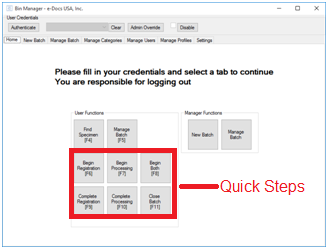 Bin Manager - e-Docs USA, Inc.
User Credentials
Authenticate Clear Admin Override Disable
Home New Batch Manage Batch Manage Categories Manage Users Manage Profiles Settings
Please fill in your credentials and select a tab to continue
You are responsible for logging out
User Functions Manager Functions
Find
Specimen
[F4]
Manage
Batch
[F5]
New Batch
Manage
Batch
Begin
Registration
[F6]
Begin
Processing
[F7]
Begin
Both
[F8]
Quick Steps
Complete
Registration
[F9]
Complete
Processing
[F10]
Close
Batch
[F11]